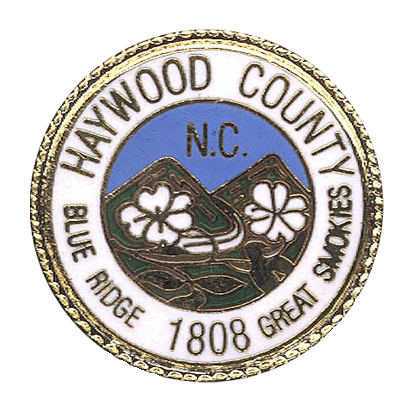 HAYWOOD COUNTY
N.C.
BLUE RIDGE
1808
GREAT SMOKIES